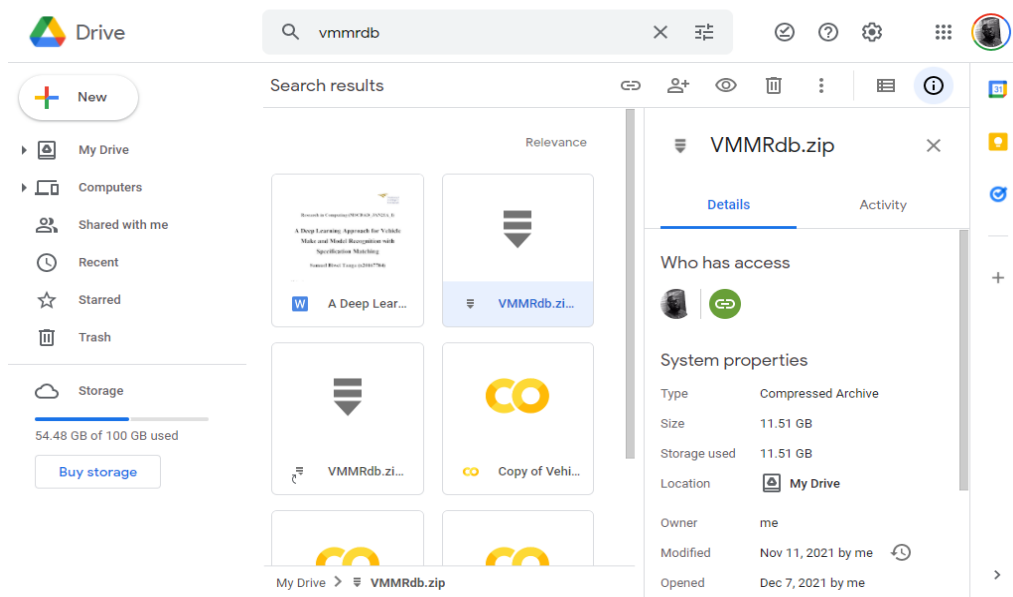 Drive
vmmrdb
New
My Drive
Computers
Shared with me
Recent
Starred
Trash
Storage
54.48 GB of 100 GB used
Buy storage
Search results
Relevance
A Deep Learning Approach for Vehicle
Make and Model Recognition with
Specification Matching
W A Deep Lear...
VMMRdb.zi...
VMMRdb.zi...
Copy of Vehi...
My Drive VMMRdb.zip
VMMRdb.zip
Details Activity
Who has access
System properties
Type Compressed Archive
Size 11.51 GB
Storage used 11.51 GB
Location My Drive
Owner me
Modified Nov 11, 2021 by me
Opened Dec 7, 2021 by me
31